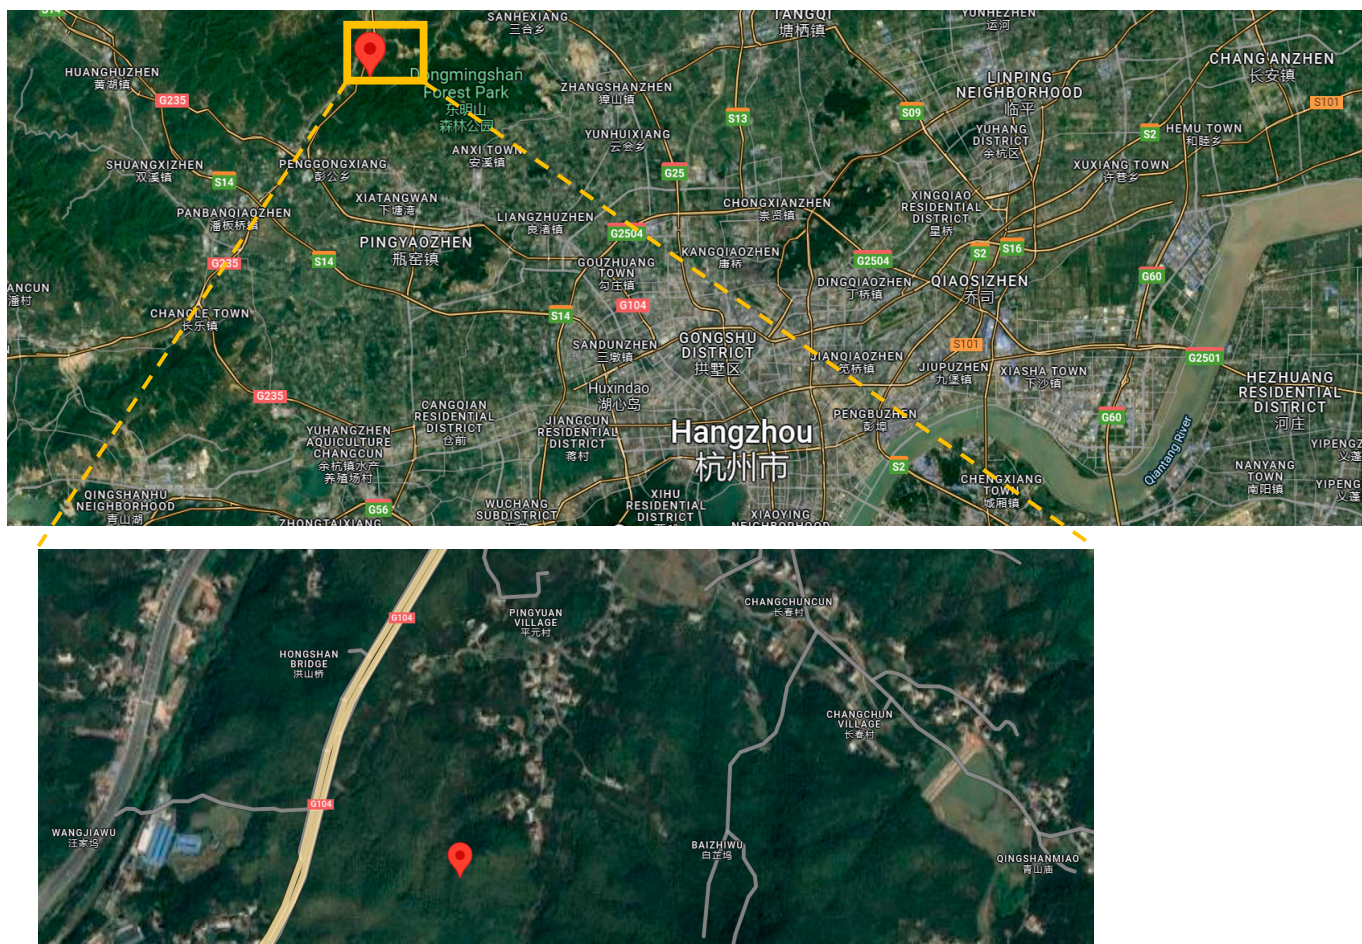 S14
SANHEXIANG
三合乡
TANGQI
塘栖镇
YUNHEZHEN
运河
HUANGHUZHEN
黄湖镇
G235
Dongmingshan
Forest Park
东明山
森林公园
ZHANGSHANZHEN
獐山镇
S13
S09
LINPING
NEIGHBORHOOD
临平
CHANG'ANZHEN
长安镇
S101
YUNHUIXIANG
云会乡
YUHANG
DISTRICT
余杭区
S2
HEMU TOWN
和睦乡
SHUANGXIZHEN
双溪镇
S14
PENGGONGXIANG
彭公乡
ANXI TOWN
安溪镇
G25
XUXIANG TOWN
许巷乡
PANBANQIAOZHEN
潘板桥镇
XIATANGWAN
下塘湾
LIANGZHUZHEN
良渚镇
CHONGXIANZHEN
崇贤镇
XINGQIAO
RESIDENTIAL
DISTRICT
星桥
G2504
S2
S16
PINGYAOZHEN
瓶窑镇
S14
G235
GOUZHUANG
TOWN
勾庄镇
KANGQIAOZHEN
康桥
G2504
DINGQIAOZHEN
丁桥镇
QIAOSIZHEN
乔司
G60
ANCUN
潘村
CHANGLE TOWN
长乐镇
S14
G104
SANDUNZHEN
三墩镇
GONGSHU
DISTRICT
拱墅区
S101
JIANQIAOZHEN
笕桥镇
JIUPUZHEN
九堡镇
XIASHA TOWN
下沙镇
G2501
G235
Huxindao
湖心岛
HEZHUANG
RESIDENTIAL
DISTRICT
河庄
CANGQIAN
RESIDENTIAL
DISTRICT
仓前
JIANGCUN
RESIDENTIAL
DISTRICT
蒋村
Hangzhou
杭州市
PENGBUZHEN
彭埠
G60
YUHANGZHEN
AQUICULTURE
CHANGCUN
余杭镇水产
养殖场村
Qiantang River
YIPENGZ
义蓬
S2
NANYANG
TOWN
南阳镇
YIPENG
义蓬
CHENGXIANG
TOWN
城厢镇
QINGSHANHU
NEIGHBORHOOD
青山湖
G56
ZHONGTAIXIANG
WUCHANG
SUBDISTRICT
XIHU
RESIDENTIAL
DISTRICT
XIAOYING
NEIGHBORHOOD
G104
PINGYUAN
VILLAGE
平元村
CHANGCHUNCUN
长春村
HONGSHAN
BRIDGE
洪山桥
CHANGCHUN
VILLAGE
长春村
G104
WANGJIAWU
汪家坞
BAIZHIWU
白芷坞
QINGSHANMIAO
青山庙